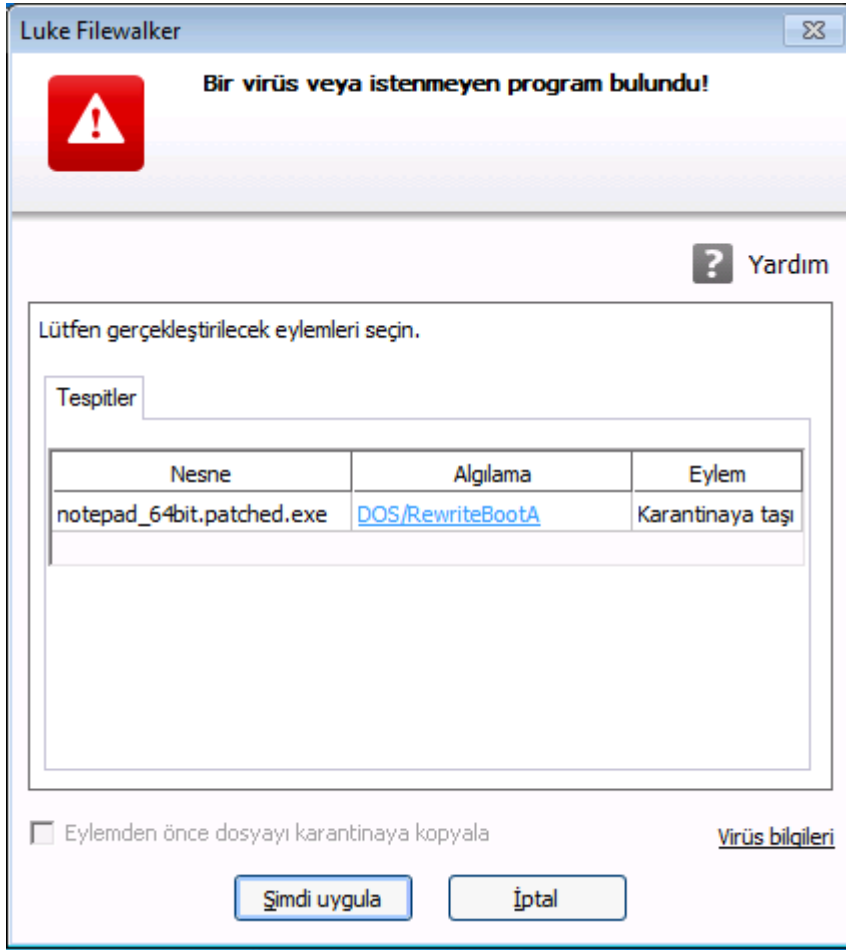 Luke Filewalker
Bir virüs veya istenmeyen program bulundu!
? Yardım
Lütfen gerçekleştirilecek eylemleri seçin.
Tespitler
Nesne Algılama Eylem
notepad_64bit.patched.exe DOS/RewriteBootA Karantinaya taşı
Eylemden önce dosyayı karantinaya kopyala
Virüs bilgileri
Şimdi uygula İptal